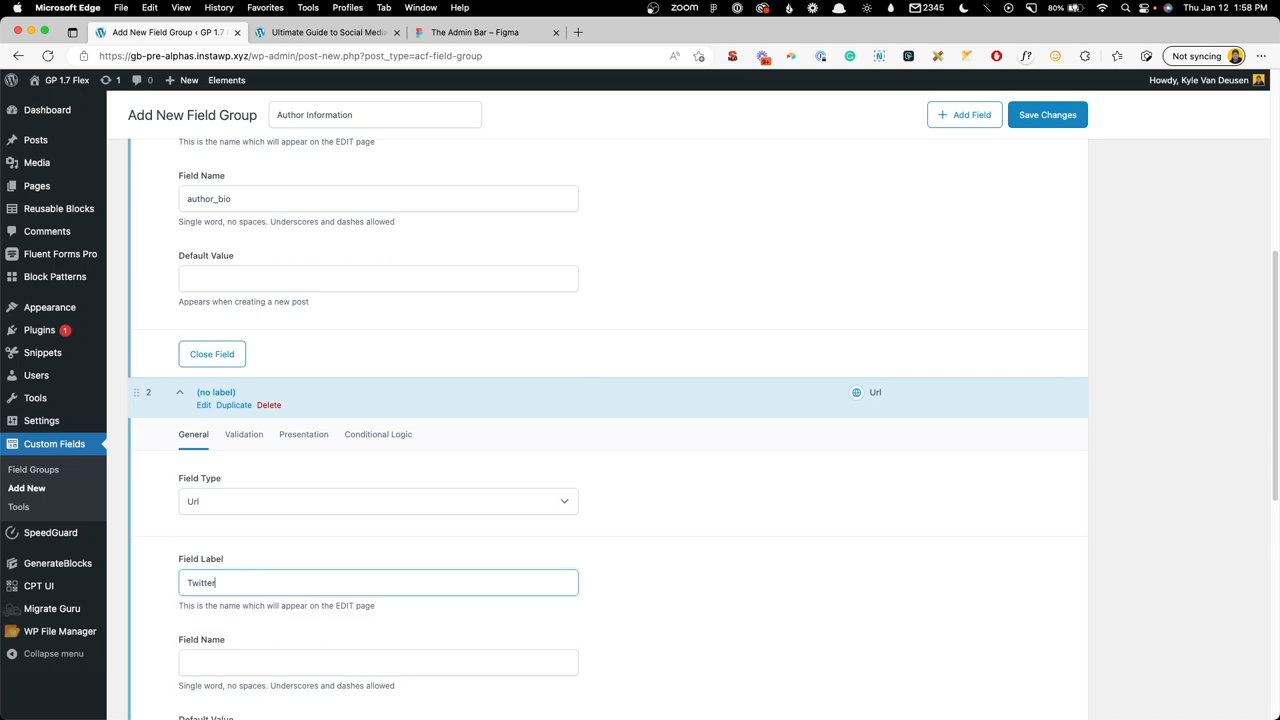 Edit View History Favorites Tools Profiles Tab Window Help
ZOOM 2345 80% Thu Jan 12 1:58 PM
Add New Field Group ‹ GP 1.7
Ultimate Guide to Social Media
The Admin Bar – Figma
https://gb-pre-alphas.instawp.xyz/wp-admin/post-new.php?post_type=acf-field-group
Not syncing
GP 1.7 Flex 1 0 New Elements
Howdy, Kyle Van Deusen
Dashboard
Posts
Media
Pages
Reusable Blocks
Comments
Fluent Forms Pro
Block Patterns
Appearance
Plugins 1
Snippets
Users
Tools
Settings
Custom Fields
Field Groups
Add New
Tools
SpeedGuard
GenerateBlocks
CPT UI
Migrate Guru
WP File Manager
Collapse menu
Add New Field Group
Author Information
Add Field
Save Changes
This is the name which will appear on the EDIT page
Field Name
author_bio
Single word, no spaces. Underscores and dashes allowed
Default Value
Appears when creating a new post
Close Field
2 (no label) Url
Edit Duplicate Delete
General Validation Presentation Conditional Logic
Field Type
Url
Field Label
Twitter
This is the name which will appear on the EDIT page
Field Name
Single word, no spaces. Underscores and dashes allowed
Default Value